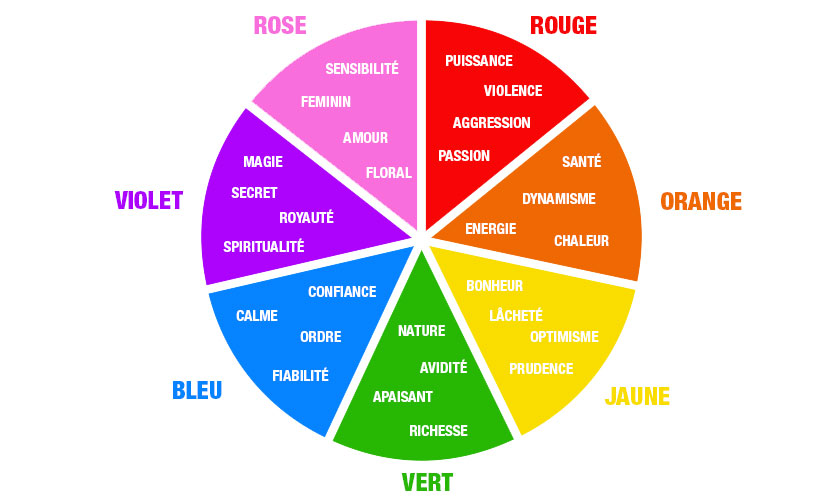 ROSE
SENSIBILITÉ
FEMININ
AMOUR
FLORAL
ROUGE
PUISSANCE
VIOLENCE
AGGRESSION
PASSION
ORANGE
SANTÉ
DYNAMISME
ENERGIE
CHALEUR
JAUNE
BONHEUR
LÂCHETÉ
OPTIMISME
PRUDENCE
VERT
NATURE
AVIDITÉ
APAISANT
RICHESSE
BLEU
CONFIANCE
CALME
ORDRE
FIABILITÉ
VIOLET
MAGIE
SECRET
ROYAUTÉ
SPIRITUALITÉ